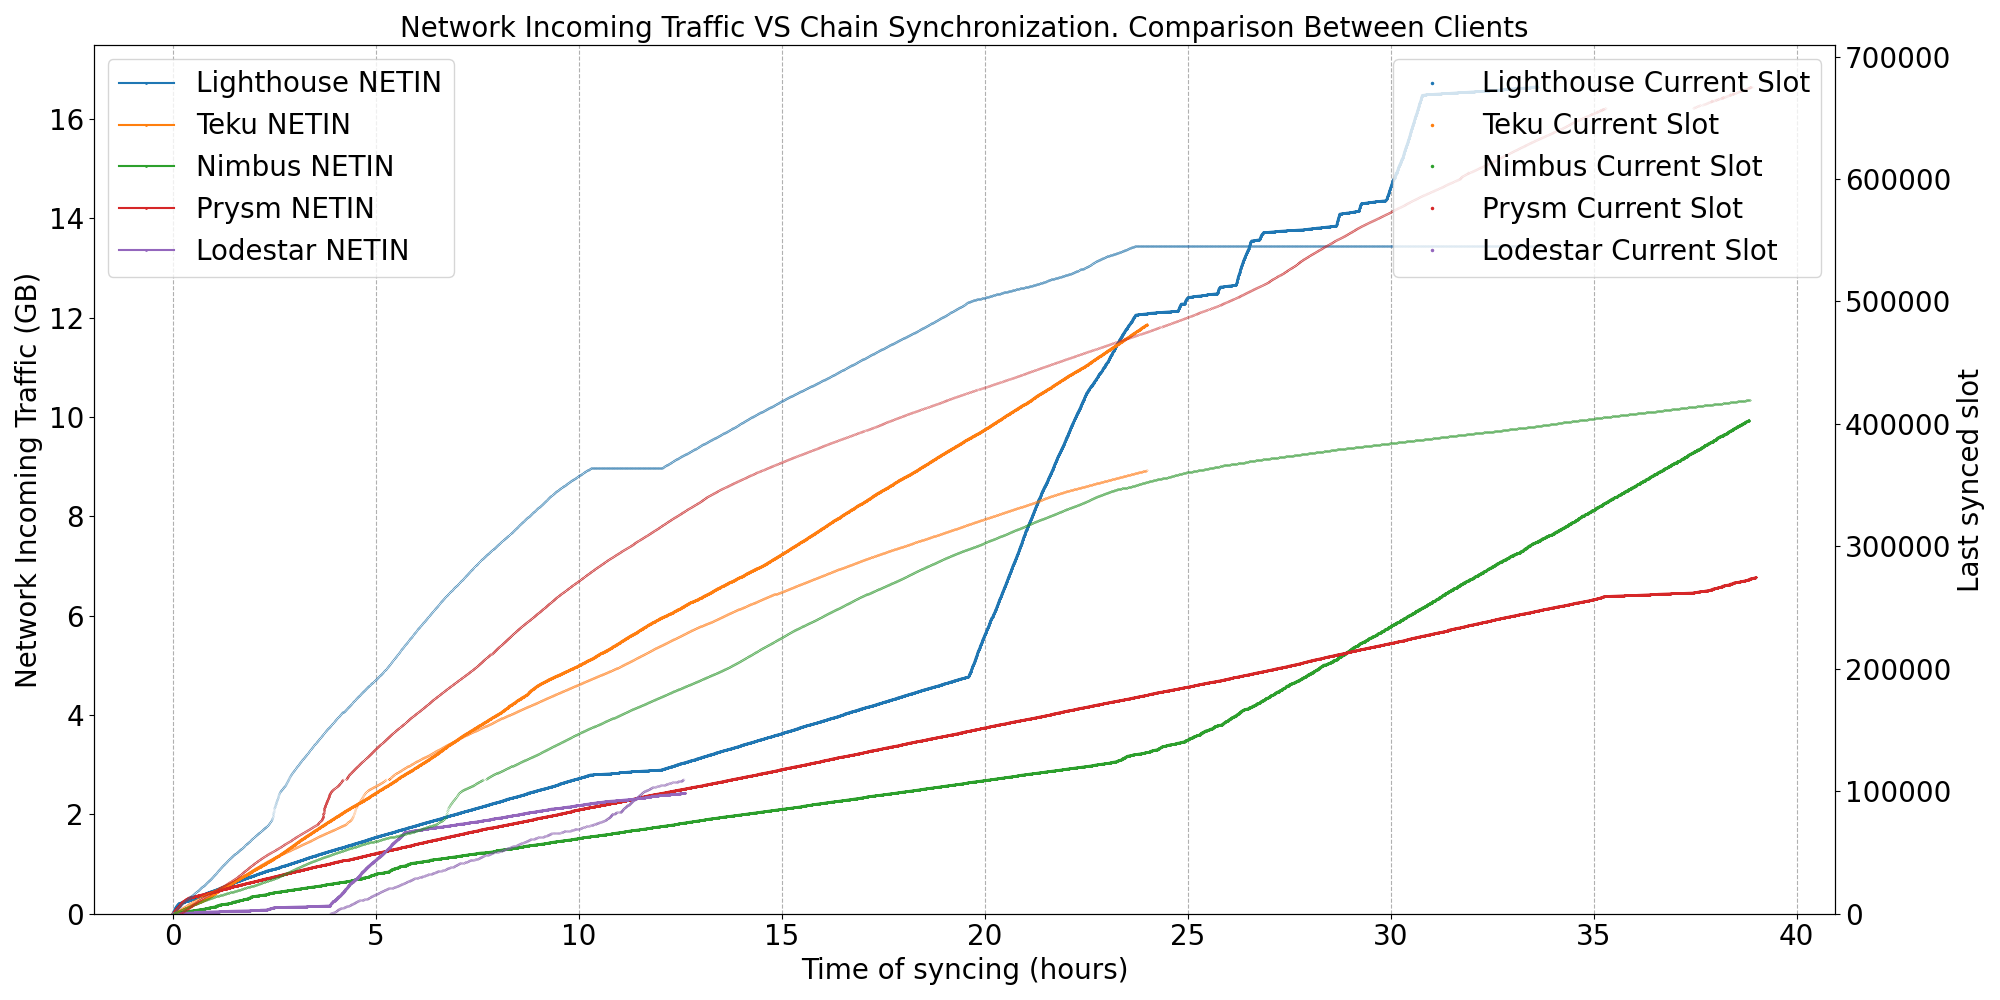 Network Incoming Traffic VS Chain Synchronization. Comparison Between Clients
Lighthouse NETIN
Teku NETIN
Nimbus NETIN
Prysm NETIN
Lodestar NETIN
Lighthouse Current Slot
Teku Current Slot
Nimbus Current Slot
Prysm Current Slot
Lodestar Current Slot
Network Incoming Traffic (GB)
16
14
12
10
8
6
4
2
0
700000
600000
500000
400000
300000
200000
100000
0
Last synced slot
0 5 10 15 20 25 30 35 40
Time of syncing (hours)